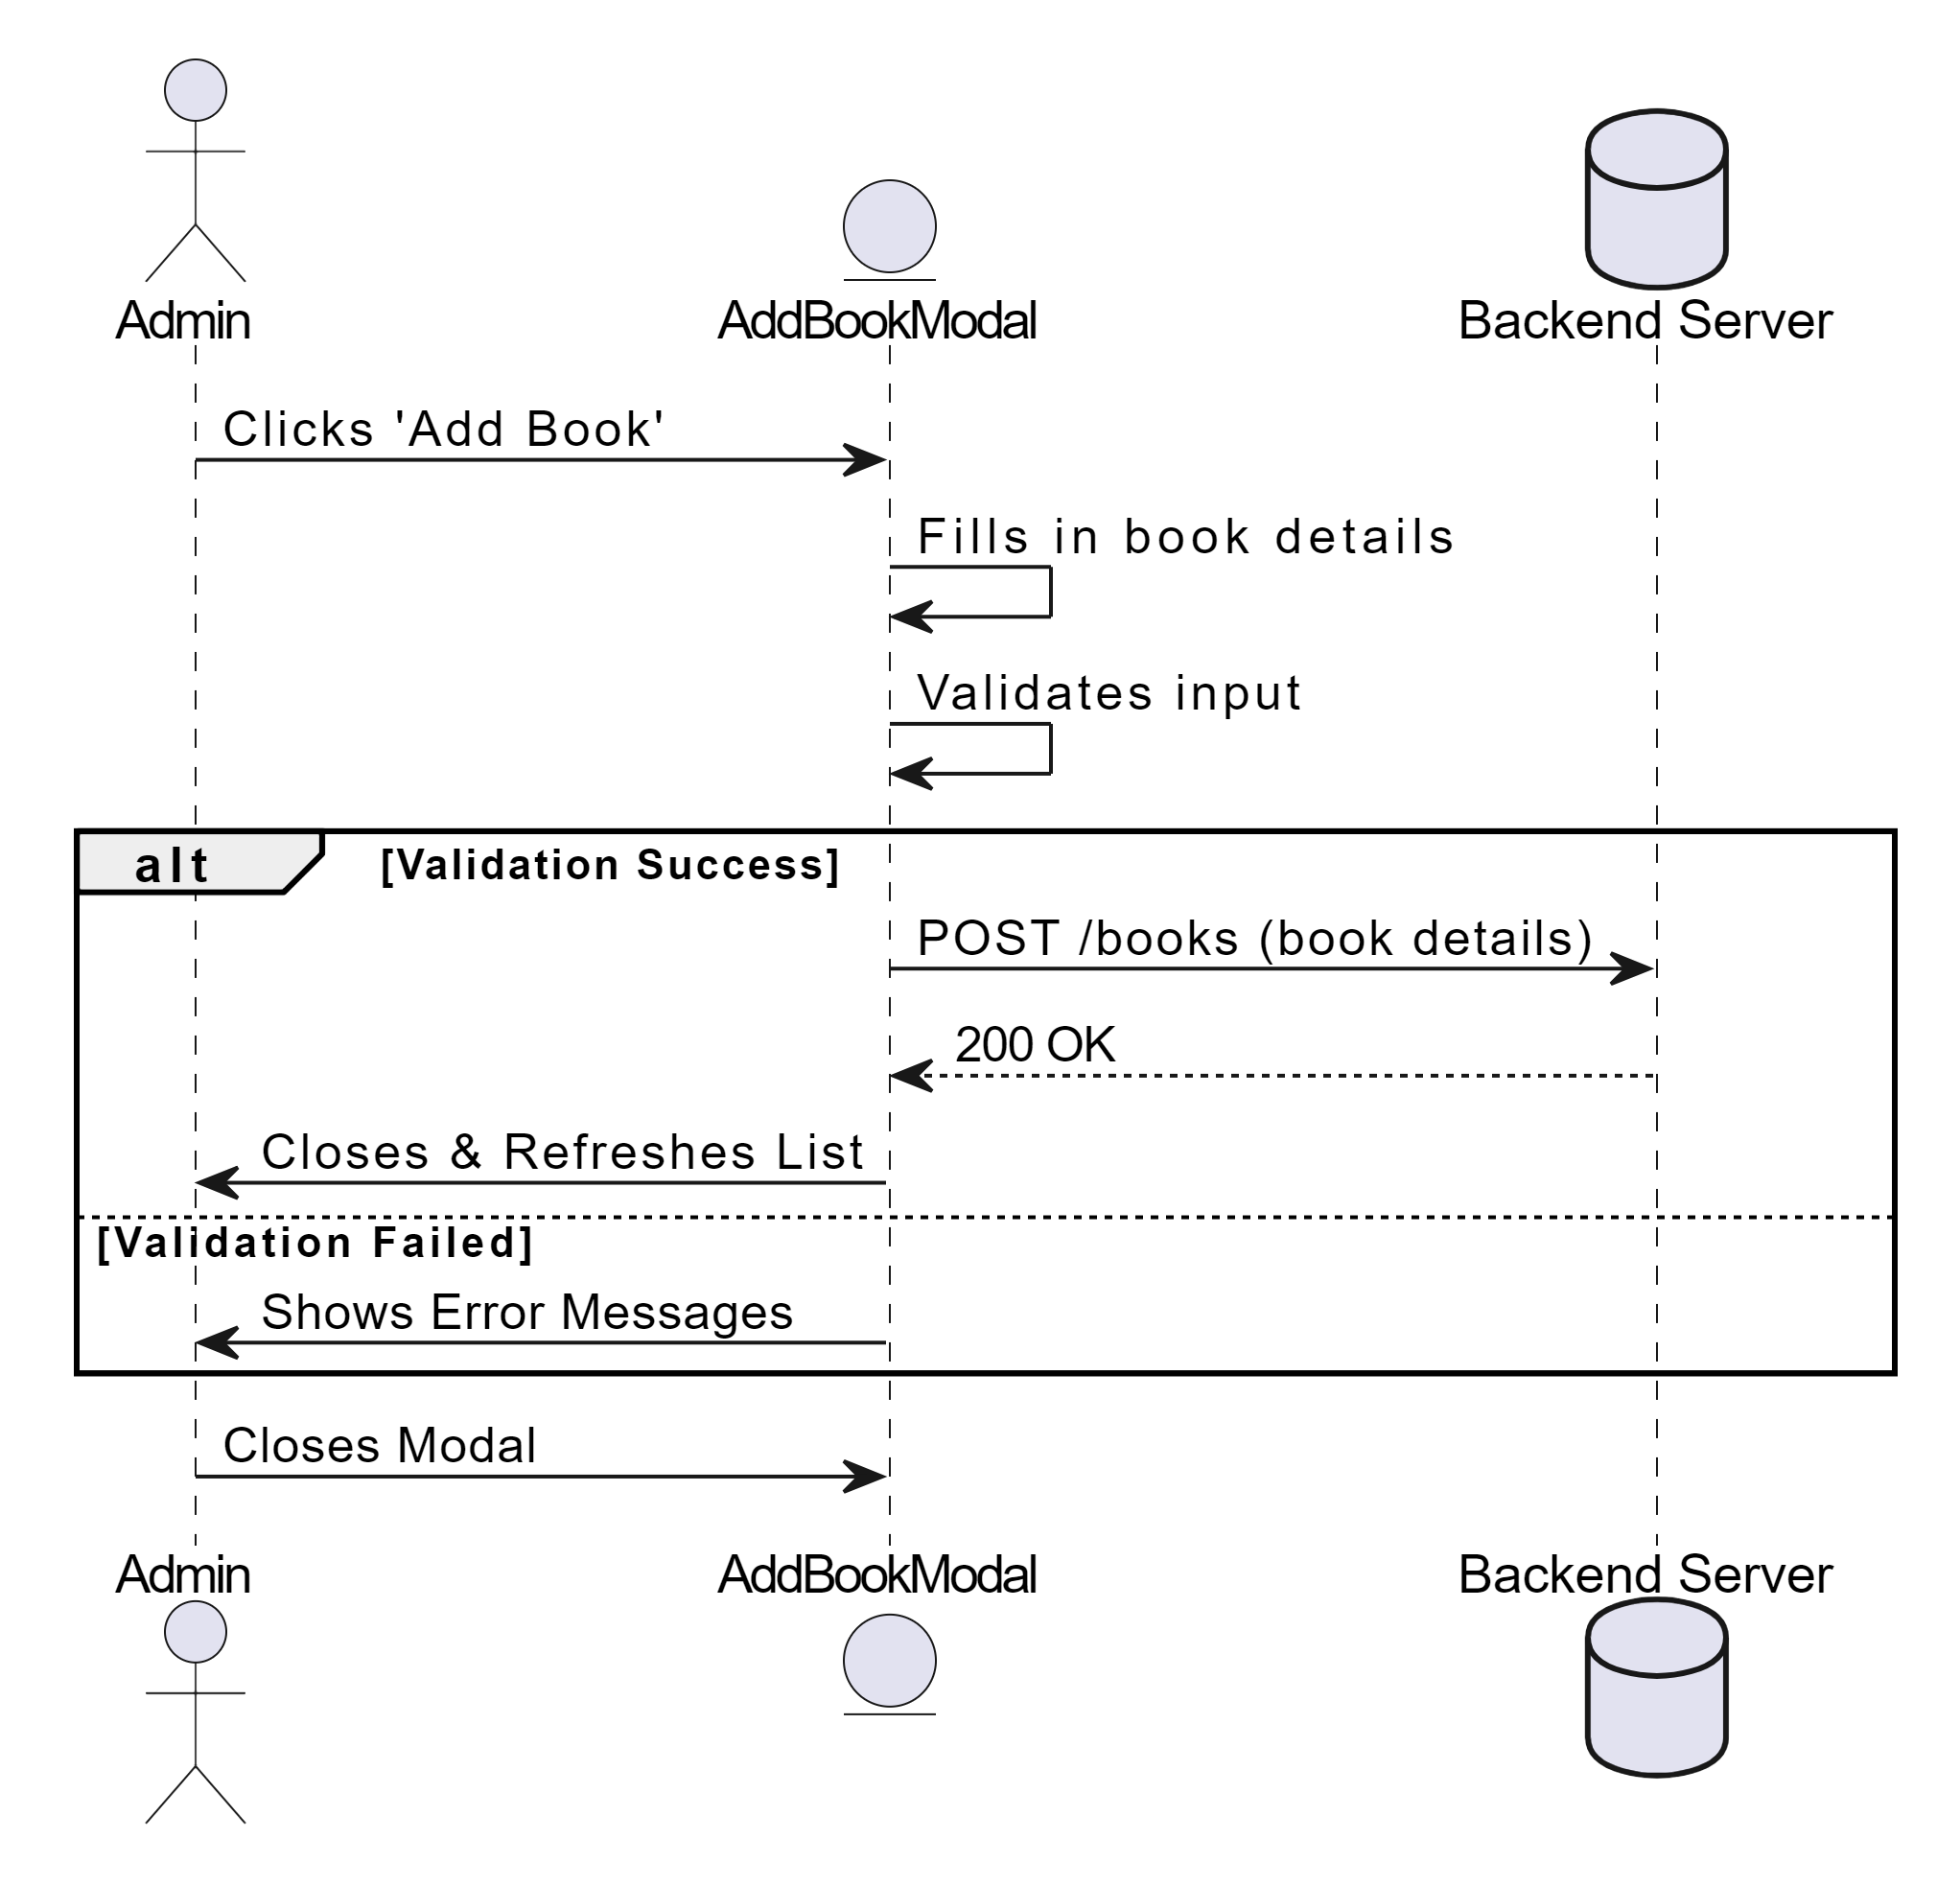 Admin
AddBookModal
Backend Server
Clicks 'Add Book'
Fills in book details
Validates input
alt
[Validation Success]
POST /books (book details)
200 OK
Closes & Refreshes List
[Validation Failed]
Shows Error Messages
Closes Modal
Admin
AddBookModal
Backend Server